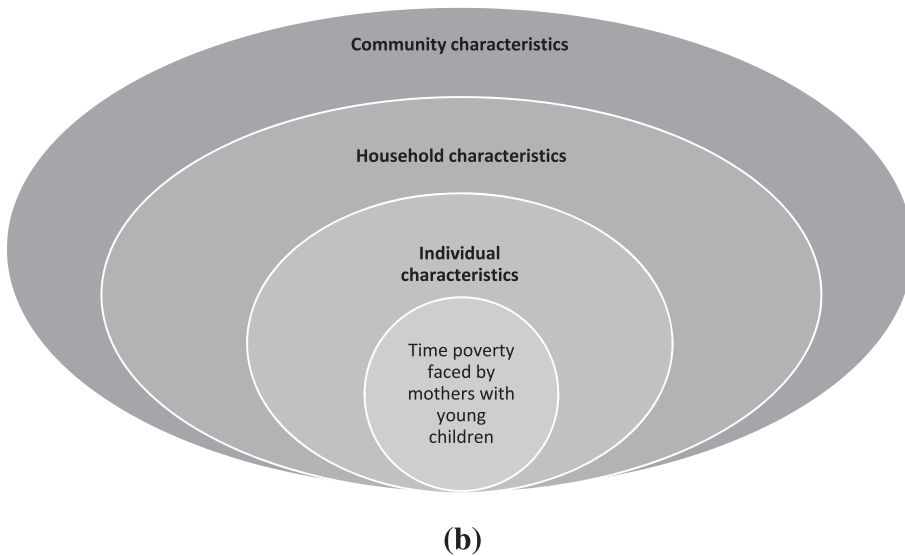 Community characteristics
Household characteristics
Individual
characteristics
Time poverty
faced by
mothers with
young
children
(b)